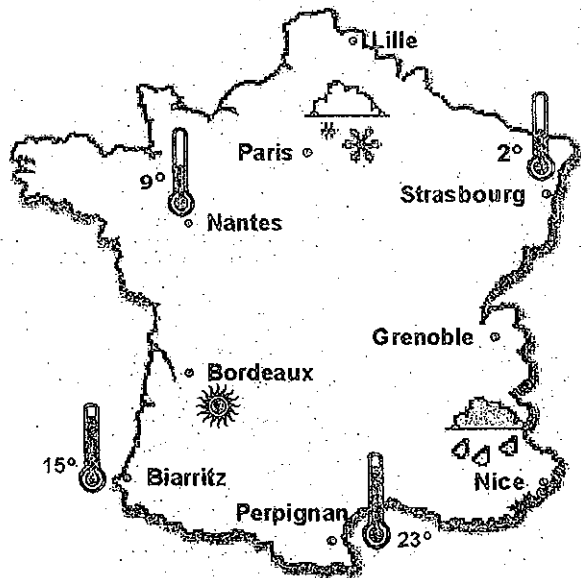 Lille
Paris
2°
9°
Strasbourg
Nantes
Grenoble
Bordeaux
15°
Biarritz
Nice
Perpignan
23°